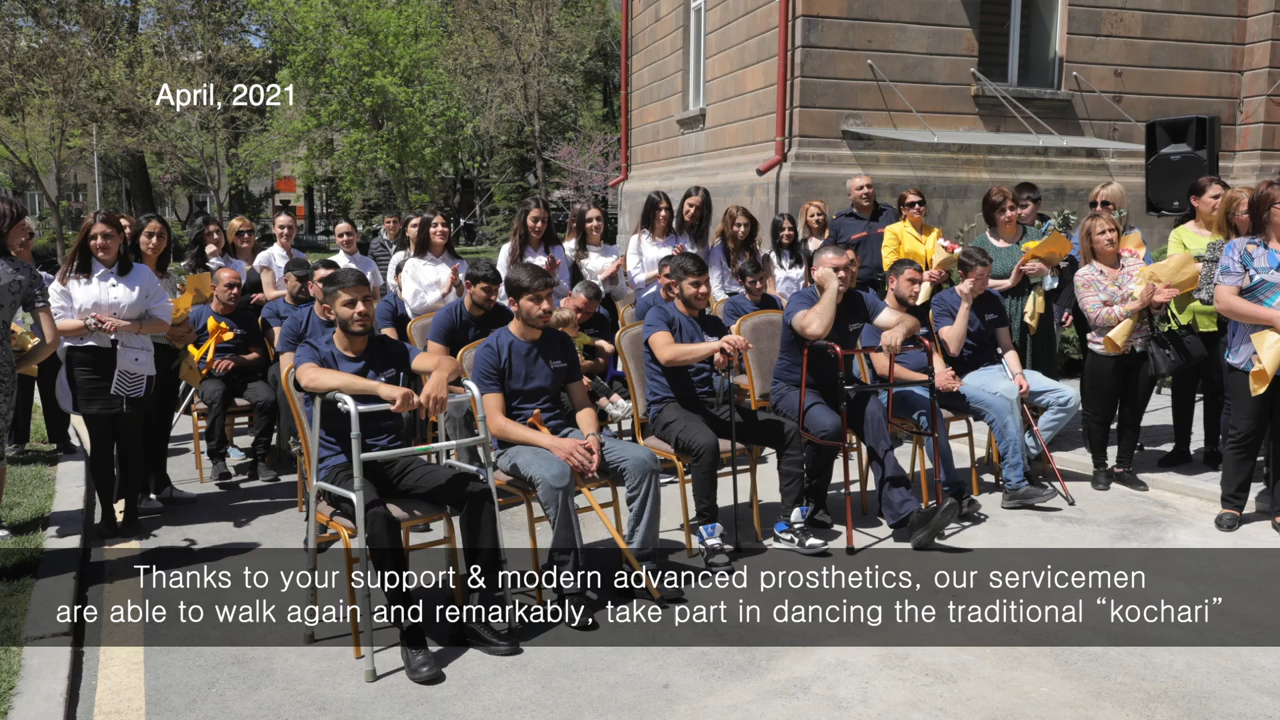 April, 2021
Thanks to your support & modern advanced prosthetics, our servicemen
are able to walk again and remarkably, take part in dancing the traditional “kochari”